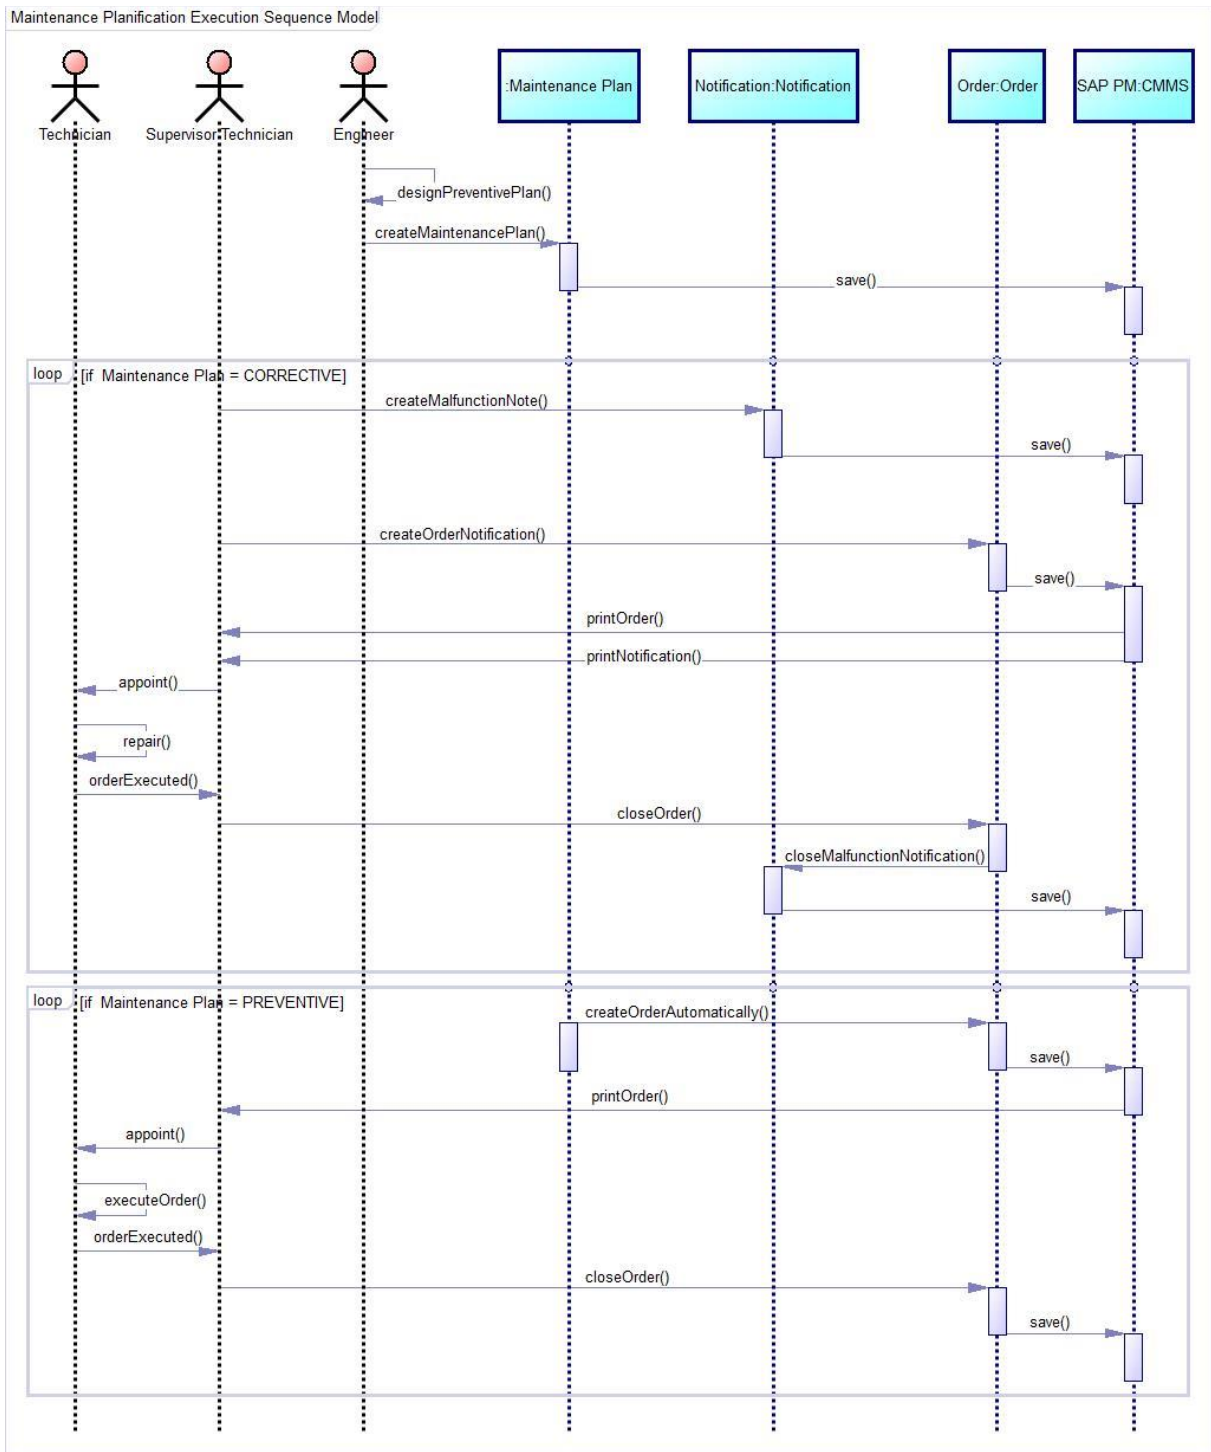 Maintenance Planification Execution Sequence Model
:Maintenance Plan
Notification:Notification
Order:Order
SAP PM:CMMS
Technician
Supervisor:Technician
Engineer
designPreventivePlan()
createMaintenancePlan()
save()
loop [if Maintenance Plan = CORRECTIVE]
createMalfunctionNote()
save()
createOrderNotification()
save()
printOrder()
printNotification()
appoint()
repair()
orderExecuted()
closeOrder()
closeMalfunctionNotification()
save()
loop [if Maintenance Plan = PREVENTIVE]
createOrderAutomatically()
save()
printOrder()
appoint()
executeOrder()
orderExecuted()
closeOrder()
save()